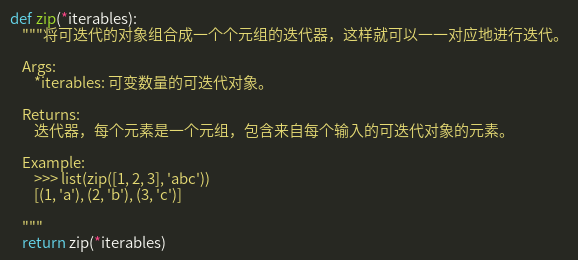 def zip(*iterables):
"""将可迭代的对象组合成一个个元组的迭代器，这样就可以一一对应地进行迭代。
Args:
*iterables: 可变数量的可迭代对象。
Returns:
迭代器，每个元素是一个元组，包含来自每个输入的可迭代对象的元素。
Example:
>>> list(zip([1, 2, 3], 'abc'))
[(1, 'a'), (2, 'b'), (3, 'c')]
"""
return zip(*iterables)